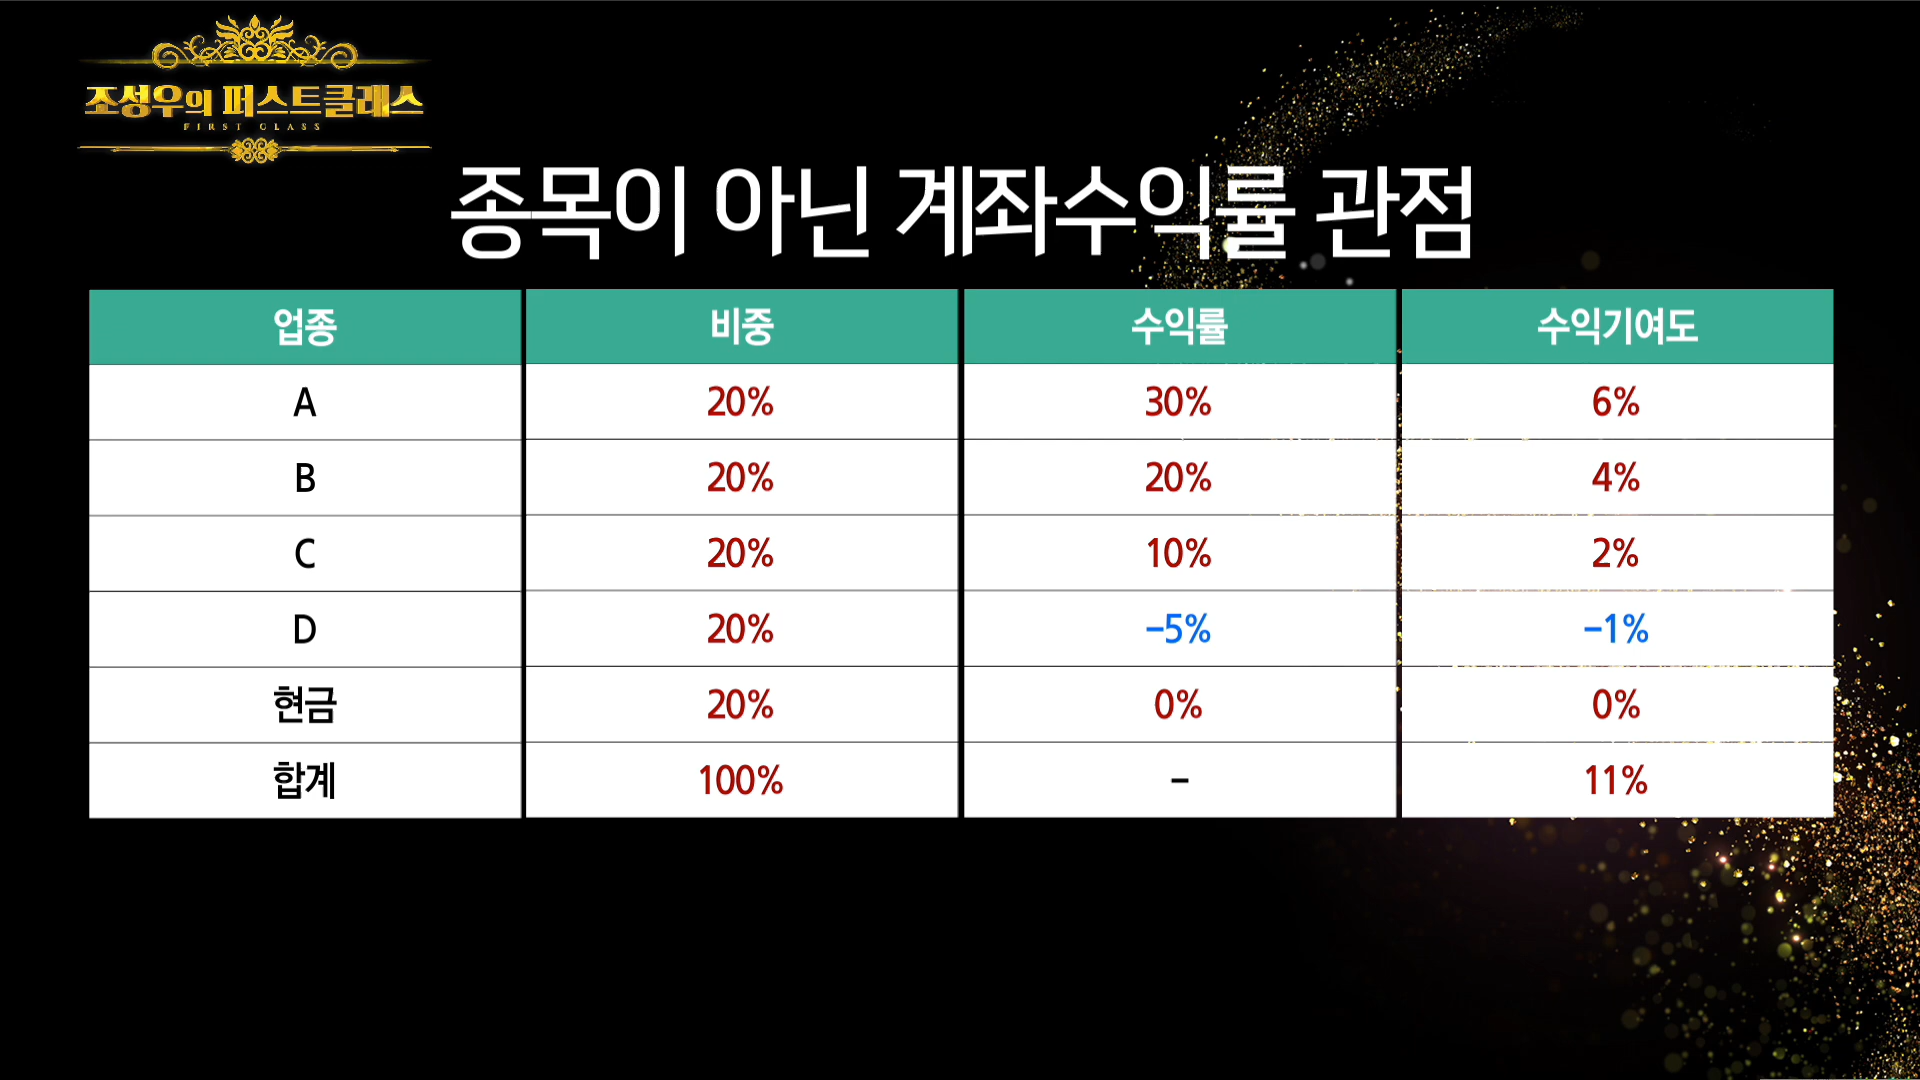 조성우의 퍼스트클래스
FIRST CLASS
종목이 아닌 계좌수익률 관점
업종 비중 수익률 수익기여도
A 20% 30% 6%
B 20% 20% 4%
C 20% 10% 2%
D 20% -5% -1%
현금 20% 0% 0%
합계 100% - 11%